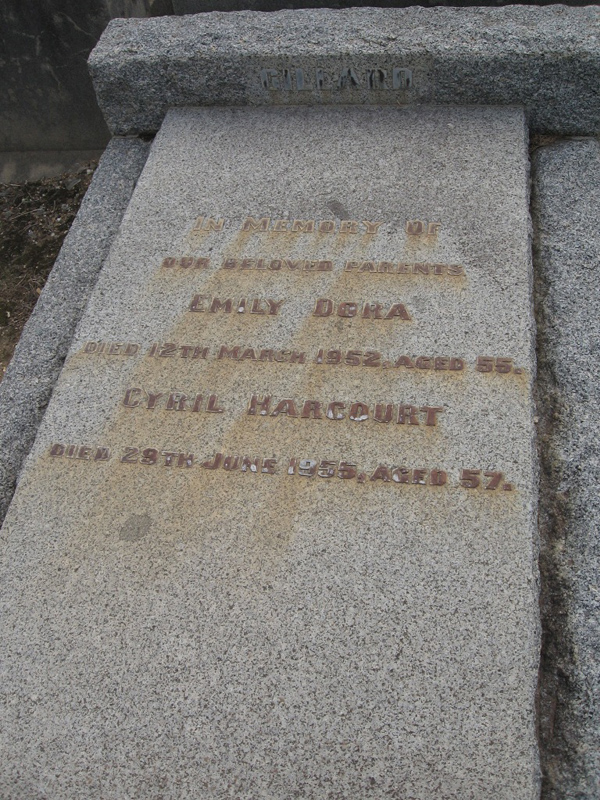 GILEADD
IN MEMORY OF
OUR BELOVED PARENTS
EMILY DORA
DIED 12TH MARCH 1952, AGED 55.
CYRIL HARCOURT
DIED 29TH JUNE 1955, AGED 57.